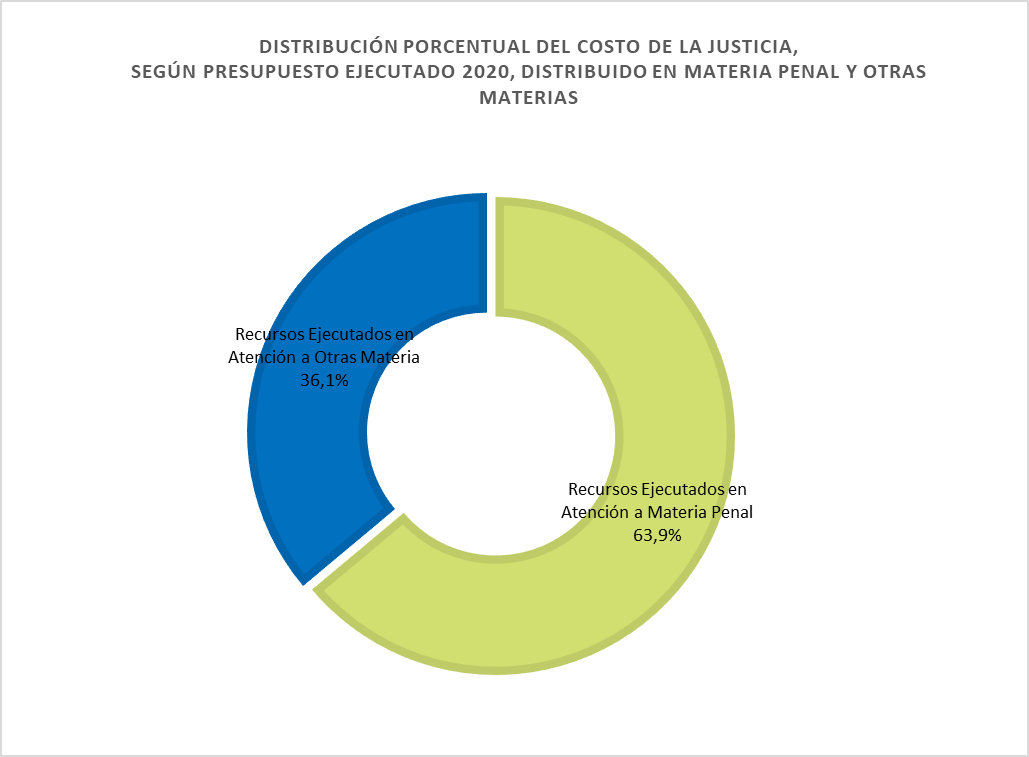 DISTRIBUCIÓN PORCENTUAL DEL COSTO DE LA JUSTICIA,
SEGÚN PRESUPUESTO EJECUTADO 2020, DISTRIBUIDO EN MATERIA PENAL Y OTRAS
MATERIAS
Recursos Ejecutados en
Atención a Otras Materia
36,1%
Recursos Ejecutados en
Atención a Materia Penal
63,9%